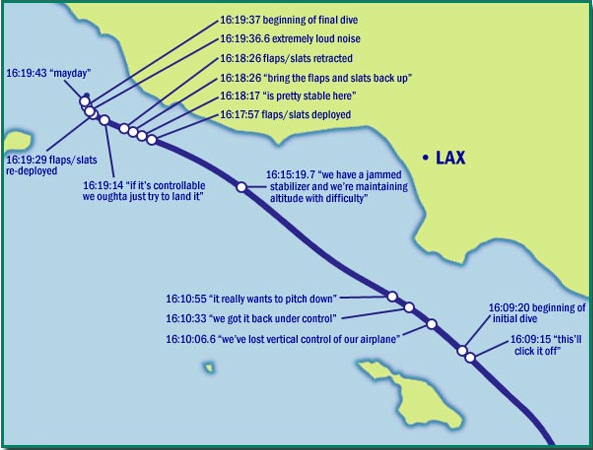 16:19:37 beginning of final dive
16:19:36.6 extremely loud noise
16:18:26 flaps/slats retracted
16:19:43 “mayday”
16:18:26 “bring the flaps and slats back up”
16:18:17 “is pretty stable here”
16:17:57 flaps/slats deployed
LAX
16:19:29 flaps/slats
re-deployed
16:19:14 “if it’s controllable
we oughta just try to land it”
16:15:19.7 “we have a jammed
stabilizer and we’re maintaining
altitude with difficulty”
16:10:55 “it really wants to pitch down”
16:10:33 “we got it back under control”
16:10:06.6 “we’ve lost vertical control of our airplane”
16:09:20 beginning of
initial dive
16:09:15 “this’ll
click it off”